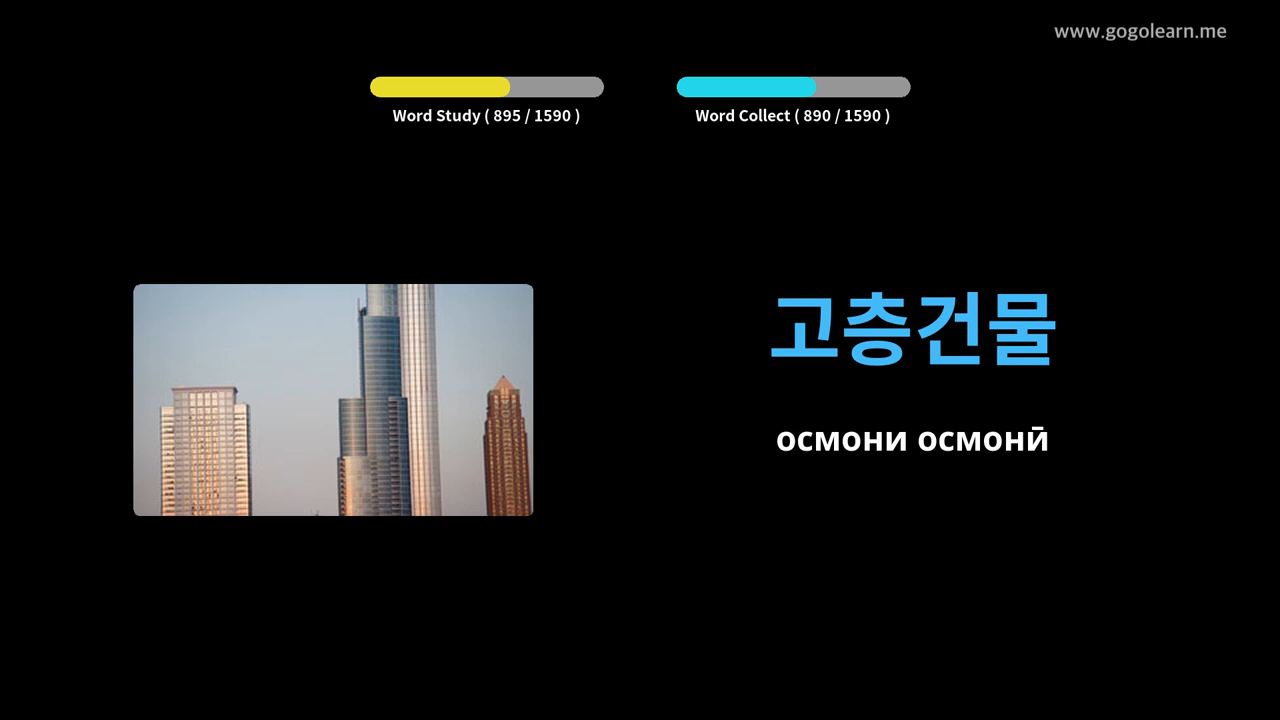 www.gogolearn.me
Word Study ( 895 / 1590 )
Word Collect ( 890 / 1590 )
고층건물
осмони осмонӣ